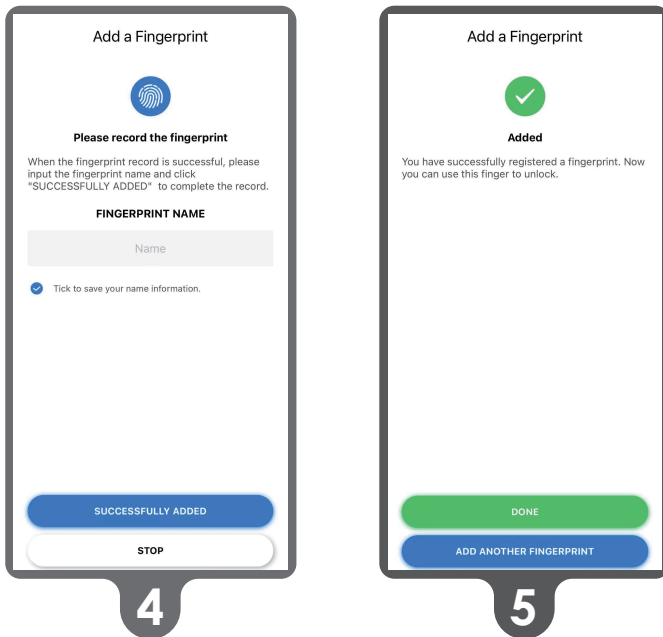 Add a Fingerprint
Please record the fingerprint
When the fingerprint record is successful, please
input the fingerprint name and click
"SUCCESSFULLY ADDED" to complete the record.
FINGERPRINT NAME
Name
Tick to save your name information.
SUCCESSFULLY ADDED
STOP
4
Add a Fingerprint
Added
You have successfully registered a fingerprint. Now
you can use this finger to unlock.
DONE
ADD ANOTHER FINGERPRINT
5